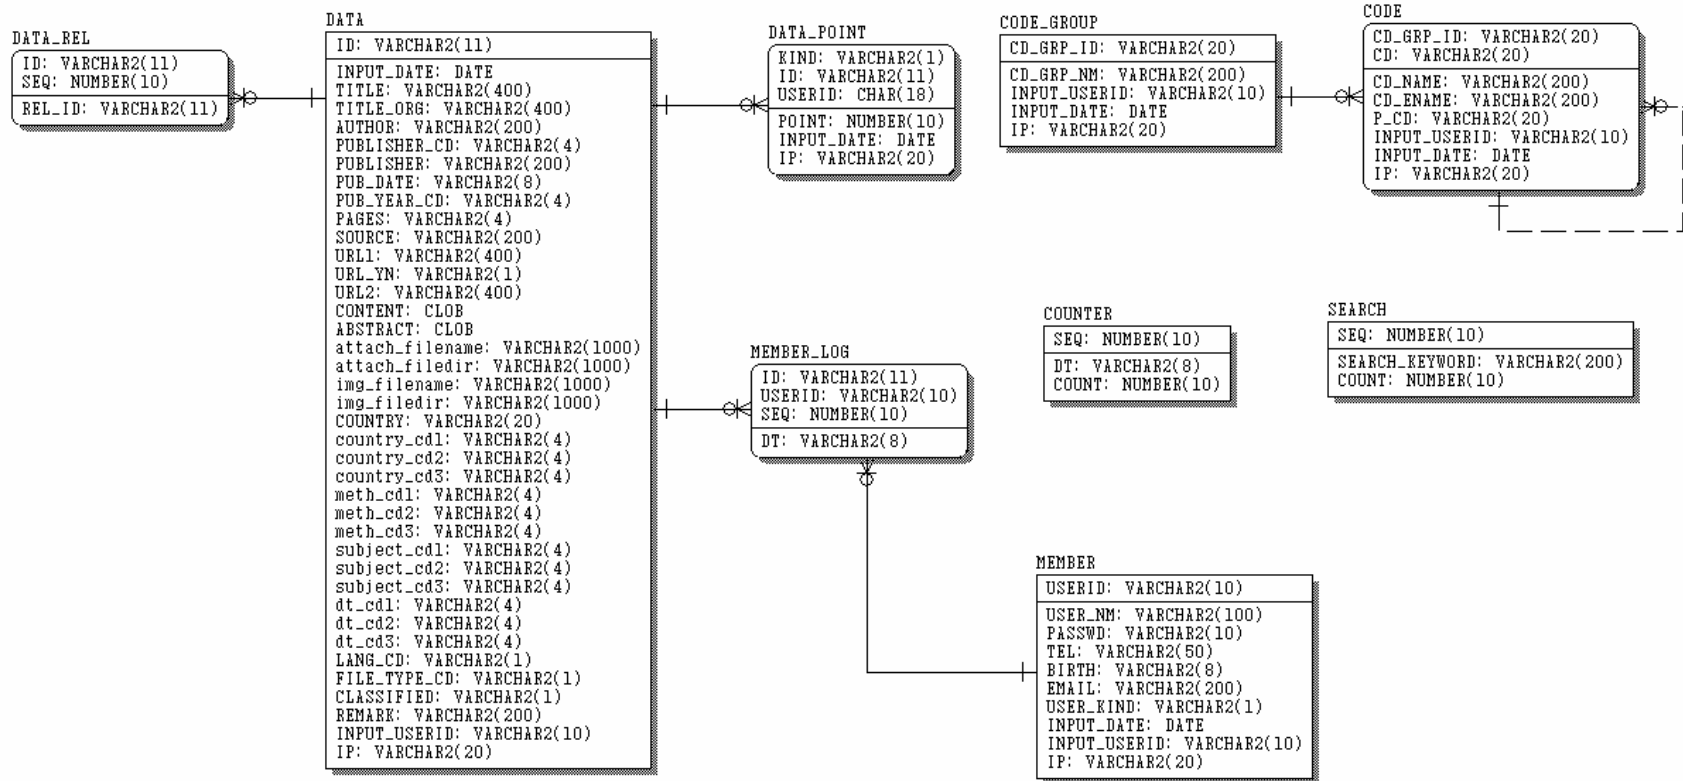 DATA_REL
ID: VARCHAR2(11)
SEQ: NUMBER(10)
REL_ID: VARCHAR2(11)
DATA
ID: VARCHAR2(11)
INPUT_DATE: DATE
TITLE: VARCHAR2(400)
TITLE_ORG: VARCHAR2(400)
AUTHOR: VARCHAR2(200)
PUBLISHER_CD: VARCHAR2(4)
PUBLISHER: VARCHAR2(200)
PUB_DATE: VARCHAR2(8)
PUB_YEAR_CD: VARCHAR2(4)
PAGES: VARCHAR2(4)
SOURCE: VARCHAR2(200)
URL1: VARCHAR2(400)
URL_YN: VARCHAR2(1)
URL2: VARCHAR2(400)
CONTENT: CLOB
ABSTRACT: CLOB
attach_filename: VARCHAR2(1000)
attach_filedir: VARCHAR2(1000)
img_filename: VARCHAR2(1000)
img_filedir: VARCHAR2(1000)
COUNTRY: VARCHAR2(20)
country_cd1: VARCHAR2(4)
country_cd2: VARCHAR2(4)
country_cd3: VARCHAR2(4)
meth_cd1: VARCHAR2(4)
meth_cd2: VARCHAR2(4)
meth_cd3: VARCHAR2(4)
subject_cd1: VARCHAR2(4)
subject_cd2: VARCHAR2(4)
subject_cd3: VARCHAR2(4)
dt_cd1: VARCHAR2(4)
dt_cd2: VARCHAR2(4)
dt_cd3: VARCHAR2(4)
LANG_CD: VARCHAR2(1)
FILE_TYPE_CD: VARCHAR2(1)
CLASSIFIED: VARCHAR2(1)
REMARK: VARCHAR2(200)
INPUT_USERID: VARCHAR2(10)
IP: VARCHAR2(20)
DATA_POINT
KIND: VARCHAR2(1)
ID: VARCHAR2(11)
USERID: CHAR(18)
POINT: NUMBER(10)
INPUT_DATE: DATE
IP: VARCHAR2(20)
CODE_GROUP
CD_GRP_ID: VARCHAR2(20)
CD_GRP_NM: VARCHAR2(200)
INPUT_USERID: VARCHAR2(10)
INPUT_DATE: DATE
IP: VARCHAR2(20)
CODE
CD_GRP_ID: VARCHAR2(20)
CD: VARCHAR2(20)
CD_NAME: VARCHAR2(200)
CD_ENAME: VARCHAR2(200)
P_CD: VARCHAR2(20)
INPUT_USERID: VARCHAR2(10)
INPUT_DATE: DATE
IP: VARCHAR2(20)
MEMBER_LOG
ID: VARCHAR2(11)
USERID: VARCHAR2(10)
SEQ: NUMBER(10)
DT: VARCHAR2(8)
COUNTER
SEQ: NUMBER(10)
DT: VARCHAR2(8)
COUNT: NUMBER(10)
SEARCH
SEQ: NUMBER(10)
SEARCH_KEYWORD: VARCHAR2(200)
COUNT: NUMBER(10)
MEMBER
USERID: VARCHAR2(10)
USER_NM: VARCHAR2(100)
PASSWD: VARCHAR2(10)
TEL: VARCHAR2(50)
BIRTH: VARCHAR2(8)
EMAIL: VARCHAR2(200)
USER_KIND: VARCHAR2(1)
INPUT_DATE: DATE
INPUT_USERID: VARCHAR2(10)
IP: VARCHAR2(20)